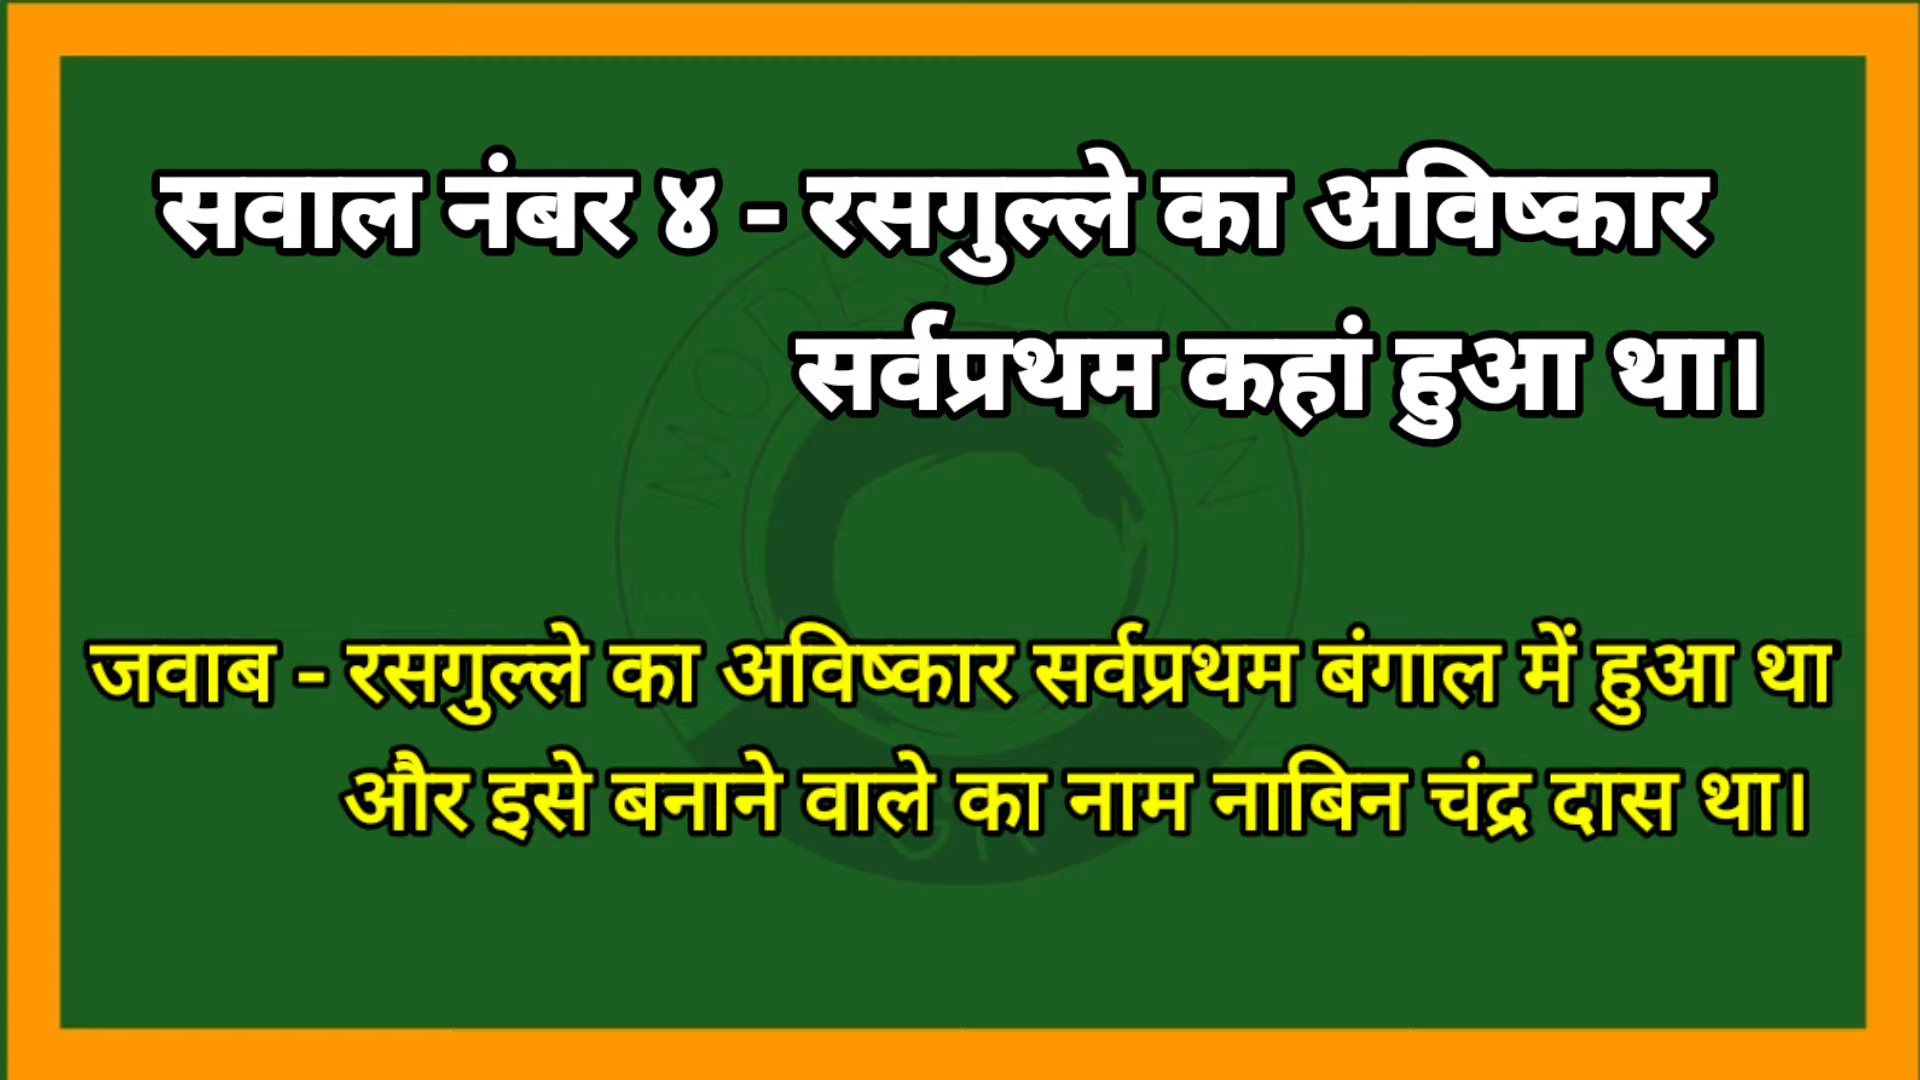 सवाल नंबर ४ - रसगुल्ले का अविष्कार
सर्वप्रथम कहां हुआ था।
जवाब - रसगुल्ले का अविष्कार सर्वप्रथम बंगाल में हुआ था
और इसे बनाने वाले का नाम नाबिन चंद्र दास था।